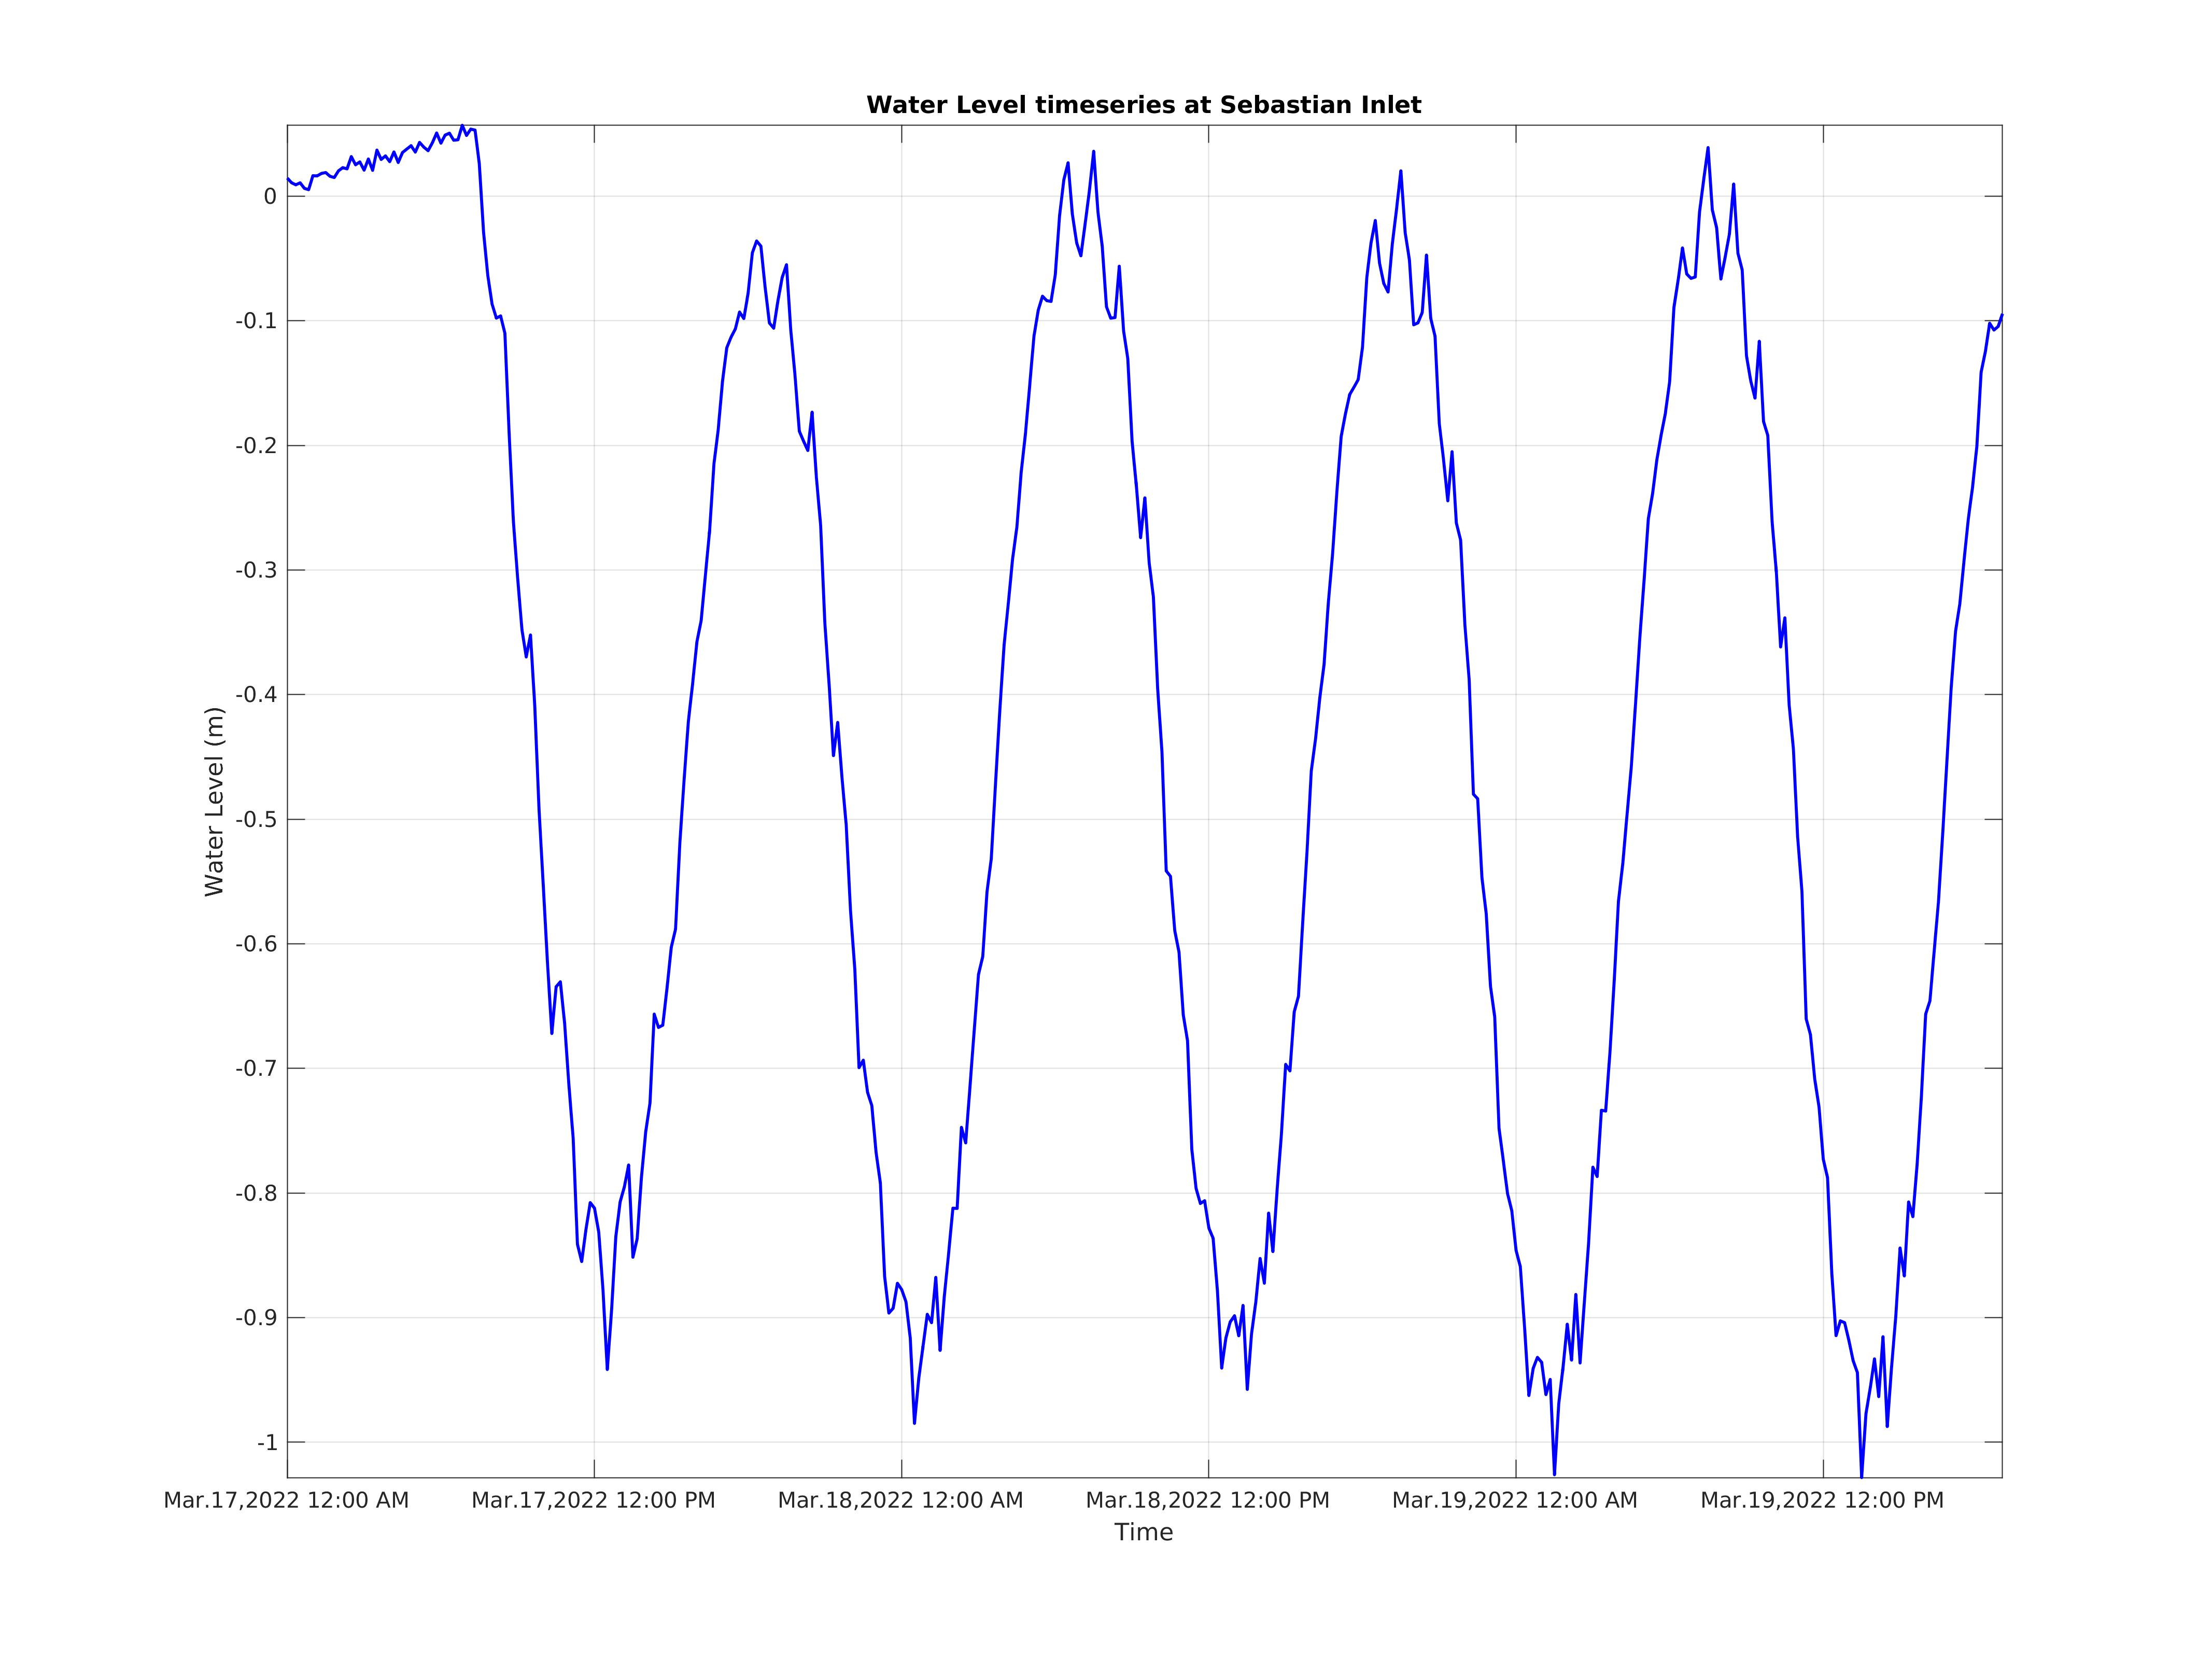 Water Level timeseries at Sebastian Inlet
0
-0.1
-0.2
-0.3
-0.4
-0.5
-0.6
-0.7
-0.8
-0.9
-1
Water Level (m)
Mar.17,2022 12:00 AM Mar.17,2022 12:00 PM Mar.18,2022 12:00 AM Mar.18,2022 12:00 PM Mar.19,2022 12:00 AM Mar.19,2022 12:00 PM
Time